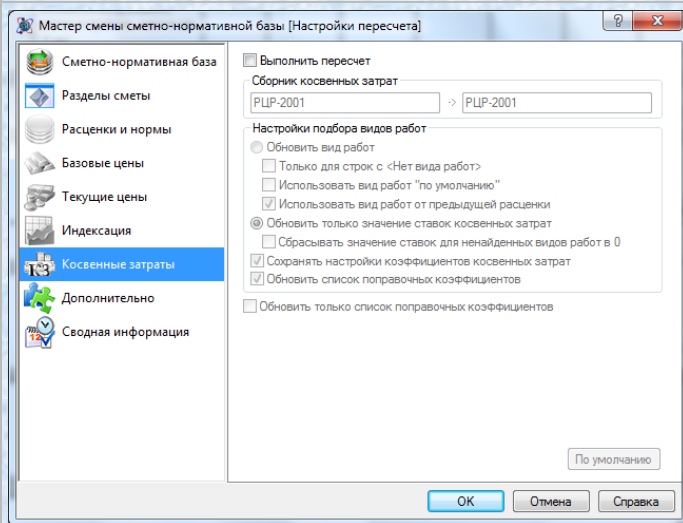 Мастер смены сметно-нормативной базы [Настройки пересчета]
Сметно-нормативная база
Разделы сметы
Расценки и нормы
Базовые цены
Текущие цены
Индексация
Косвенные затраты
Дополнительно
Сводная информация
Выполнить пересчет
Сборник косвенных затрат
РЦР-2001 -> РЦР-2001
Настройки подбора видов работ
Обновить вид работ
Только для строк с <Нет вида работ>
Использовать вид работ "по умолчанию"
Использовать вид работ от предыдущей расценки
Обновить только значение ставок косвенных затрат
Сбрасывать значение ставок для ненайденных видов работ в 0
Сохранять настройки коэффициентов косвенных затрат
Обновить список поправочных коэффициентов
Обновить только список поправочных коэффициентов
По умолчанию
OK Отмена Справка